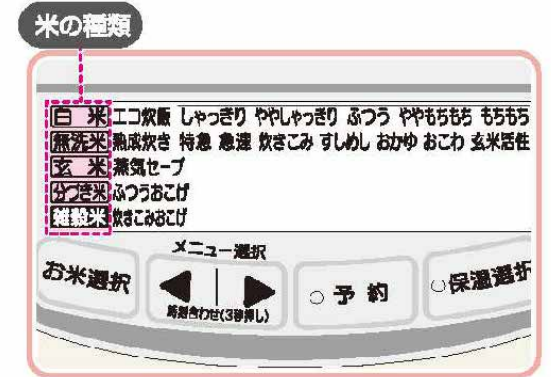 米の種類
白米 エコ炊飯 しゃっきり ややしゃっきり ふつう ややもちもち もちもち
無洗米 熟成炊き 特急 急速 炊きこみ すしめし おかゆ おこわ 玄米活性
玄米 蒸気セーブ
分づき米 ふつうおこげ
雑穀米 炊きこみおこげ
メニュー選択
お米選択 ◀ ▶ ○予約 ○保温選択
時刻合わせ(3秒押し)